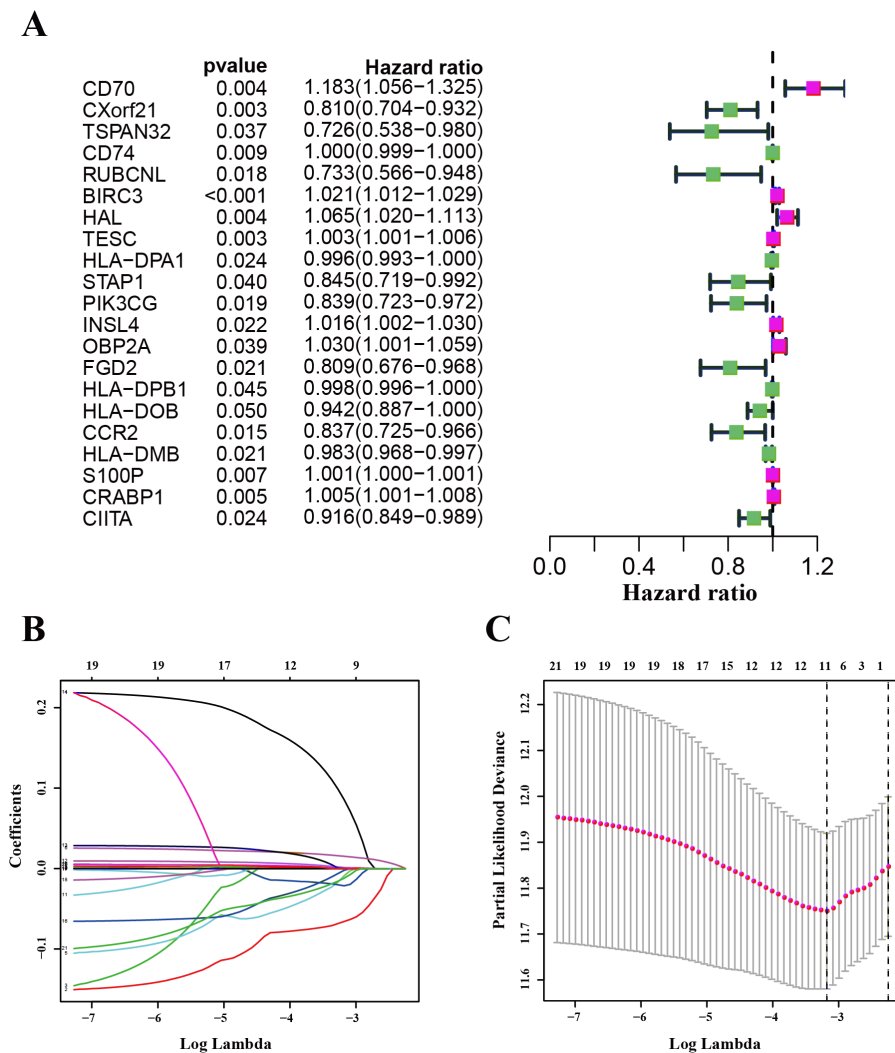 A
pvalue Hazard ratio
CD70 0.004 1.183(1.056−1.325)
CXorf21 0.003 0.810(0.704−0.932)
TSPAN32 0.037 0.726(0.538−0.980)
CD74 0.009 1.000(0.999−1.000)
RUBCNL 0.018 0.733(0.566−0.948)
BIRC3 <0.001 1.021(1.012−1.029)
HAL 0.004 1.065(1.020−1.113)
TESC 0.003 1.003(1.001−1.006)
HLA−DPA1 0.024 0.996(0.993−1.000)
STAP1 0.040 0.845(0.719−0.992)
PIK3CG 0.019 0.839(0.723−0.972)
INSL4 0.022 1.016(1.002−1.030)
OBP2A 0.039 1.030(1.001−1.059)
FGD2 0.021 0.809(0.676−0.968)
HLA−DPB1 0.045 0.998(0.996−1.000)
HLA−DOB 0.050 0.942(0.887−1.000)
CCR2 0.015 0.837(0.725−0.966)
HLA−DMB 0.021 0.983(0.968−0.997)
S100P 0.007 1.001(1.000−1.001)
CRABP1 0.005 1.005(1.001−1.008)
CIITA 0.024 0.916(0.849−0.989)
0.0 0.4 0.8 1.2
Hazard ratio
B
19 19 17 12 9
0.2
0.1
0.0
−0.1
Coefficients
−7 −6 −5 −4 −3
Log Lambda
C
21 19 19 19 19 18 17 15 12 12 12 11 6 3 1
12.2
12.1
12.0
11.9
11.8
11.7
11.6
Partial Likelihood Deviance
−7 −6 −5 −4 −3
Log Lambda